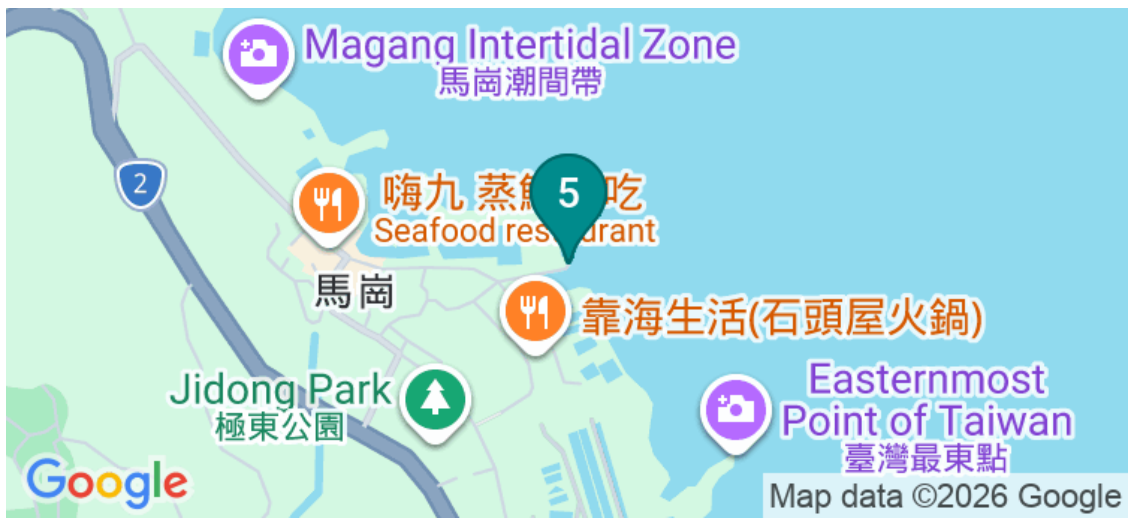 Magang Intertidal Zone
馬崗潮間帶
2
嗨九 蒸 吃
5
Seafood
馬崗
靠海生活(石頭屋火鍋)
Jidong Park
極東公園
Easternmost
Point of Taiwan
臺灣最東點
Google
Map data ©2026 Google